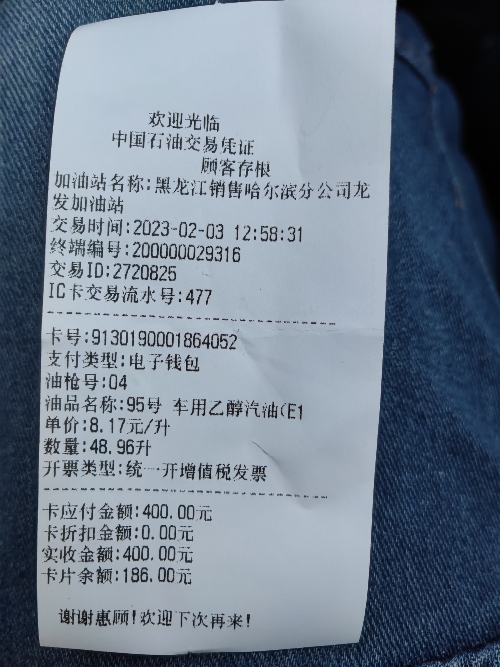 欢迎光临
中国石油交易凭证
顾客存根
加油站名称:黑龙江销售哈尔滨分公司龙
发加油站
交易时间:2023-02-03 12:58:31
终端编号:200000029316
交易ID:2720825
IC卡交易流水号:477
卡号:9130190001864052
支付类型:电子钱包
油枪号:04
油品名称:95号 车用乙醇汽油(E1
单价:8.17元/升
数量:48.96升
开票类型:统一开增值税发票
卡应付金额:400.00元
卡折扣金额:0.00元
实收金额:400.00元
卡片余额:186.00元
谢谢惠顾!欢迎下次再来!